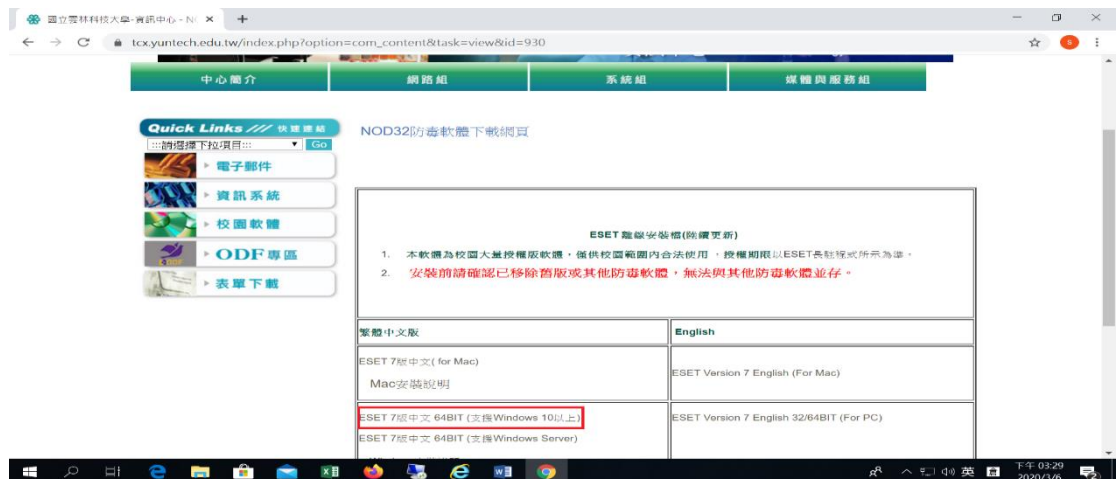 國立雲林科技大學-資訊中心 - N
tcx.yuntech.edu.tw/index.php?option=com_content&task=view&id=930
s
中心簡介
網路組
系統組
媒體與服務組
Quick Links /// 快速連結
:::請選擇下拉項目:::
Go
電子郵件
資訊系統
校園軟體
ODF專區
表單下載
NOD32防毒軟體下載網頁
ESET 離線安裝檔(陸續更新)
1. 本軟體為校園大量授權版軟體，僅供校園範圍內合法使用，授權期限以ESET長駐程式所示為準。
2. 安裝前請確認已移除舊版或其他防毒軟體，無法與其他防毒軟體並存。
繁體中文版
English
ESET 7版中文( for Mac)
Mac安裝說明
ESET Version 7 English (For Mac)
ESET 7版中文 64BIT (支援Windows 10以上)
ESET 7版中文 64BIT (支援Windows Server)
ESET Version 7 English 32/64BIT (For PC)
英
下午 03:29
2020/3/6